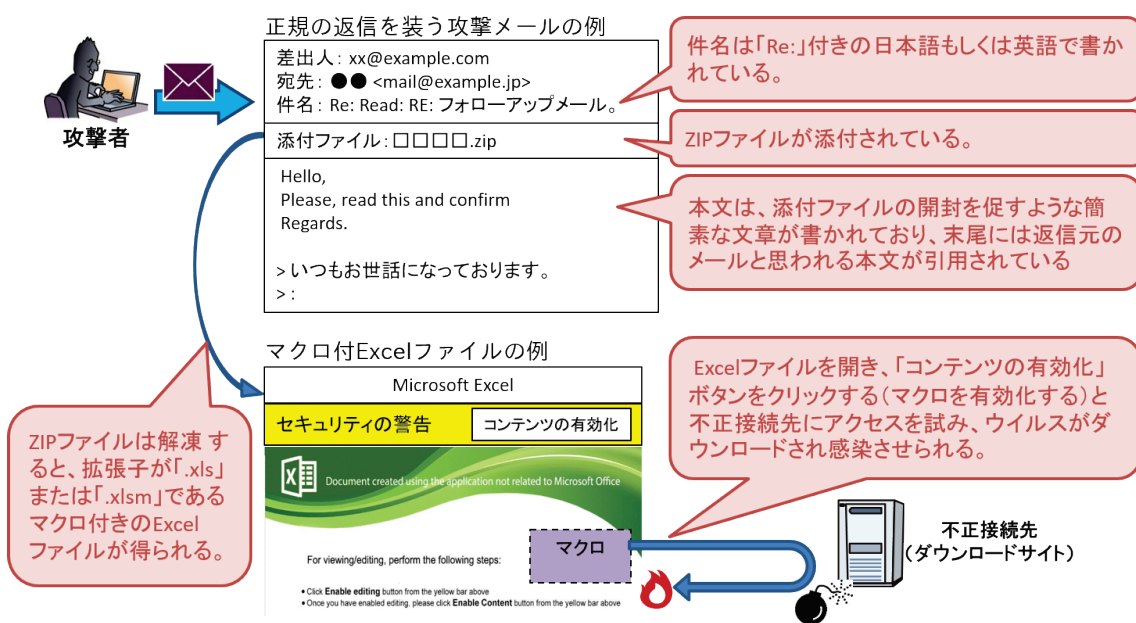 正規の返信を装う攻撃メールの例
攻撃者
差出人: xx@example.com
宛先: ●● <mail@example.jp>
件名: Re: Read: RE: フォローアップメール。
添付ファイル:□□□□.zip
Hello,
Please, read this and confirm
Regards.
> いつもお世話になっております。
> :
件名は「Re:」付きの日本語もしくは英語で書か
れている。
ZIPファイルが添付されている。
本文は、添付ファイルの開封を促すような簡
素な文章が書かれており、末尾には返信元の
メールと思われる本文が引用されている
マクロ付Excelファイルの例
Microsoft Excel
セキュリティの警告
コンテンツの有効化
Document created using the application not related to Microsoft Office
For viewing/editing, perform the following steps:
• Click Enable editing button from the yellow bar above
• Once you have enabled editing, please click Enable Content button from the yellow bar above
マクロ
ZIPファイルは解凍 す
ると、拡張子が「.xls」
または「.xlsm」である
マクロ付きのExcel
ファイルが得られる。
Excelファイルを開き、「コンテンツの有効化」
ボタンをクリックする(マクロを有効化する)と
不正接続先にアクセスを試み、ウイルスがダ
ウンロードされ感染させられる。
不正接続先
(ダウンロードサイト)